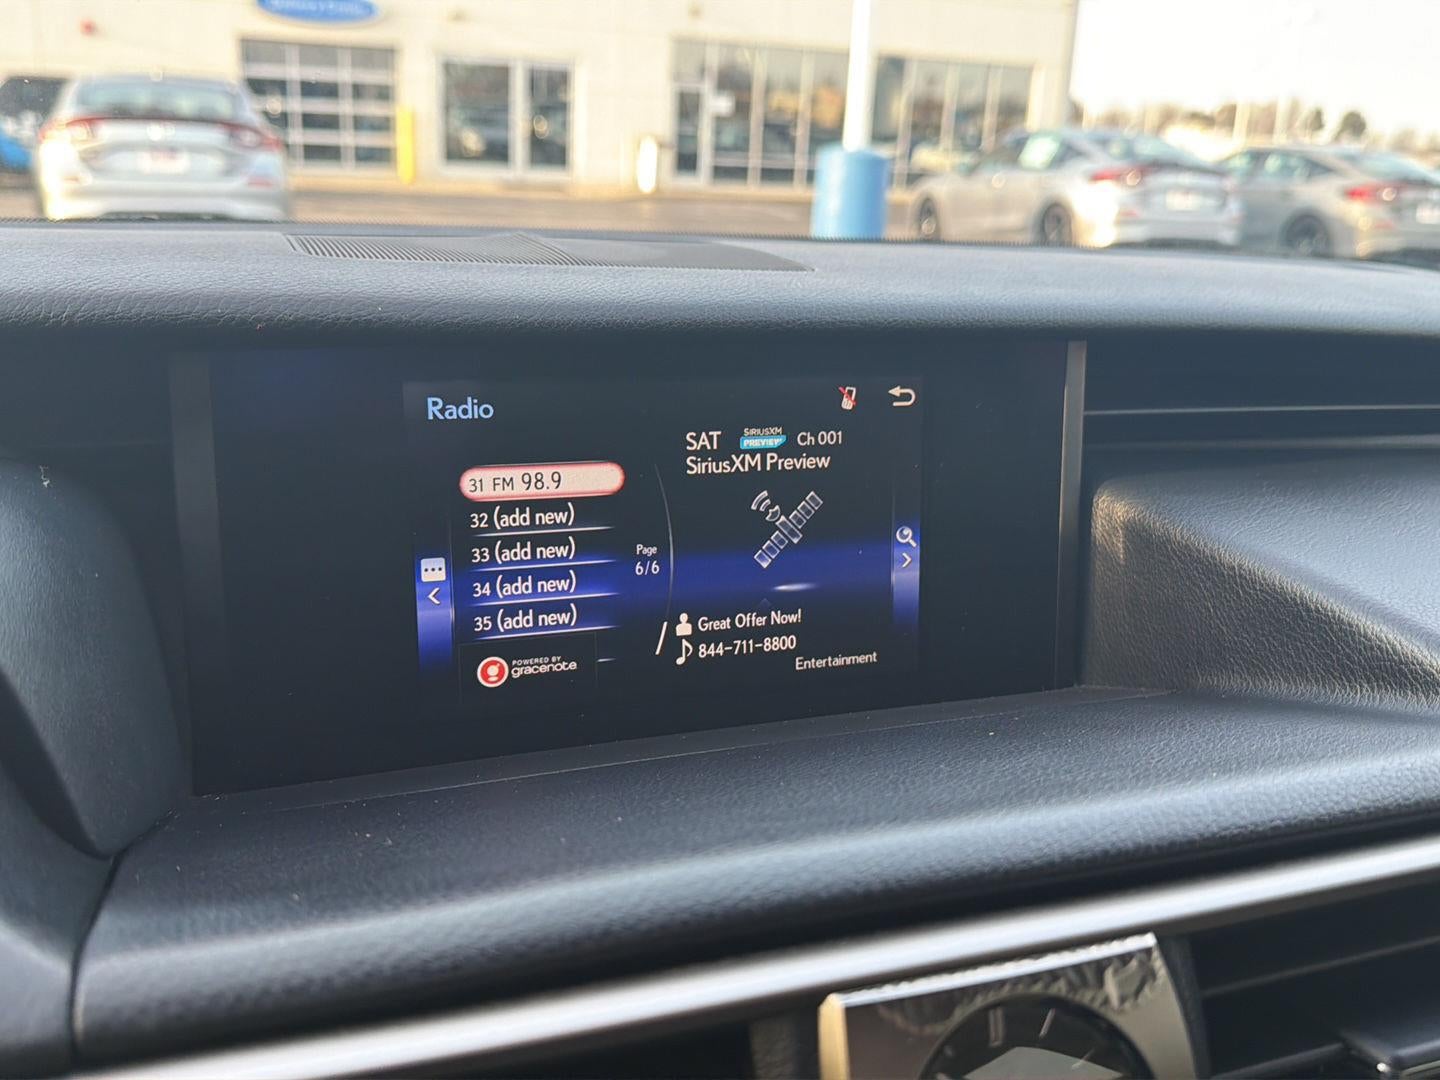 Radio
SAT SIRIUSXM PREVIEW Ch 001
SiriusXM Preview
31 FM 98.9
32 (add new)
33 (add new)
34 (add new)
35 (add new)
Page
6/6
Great Offer Now!
844-711-8800
Entertainment
POWERED BY
gracenote